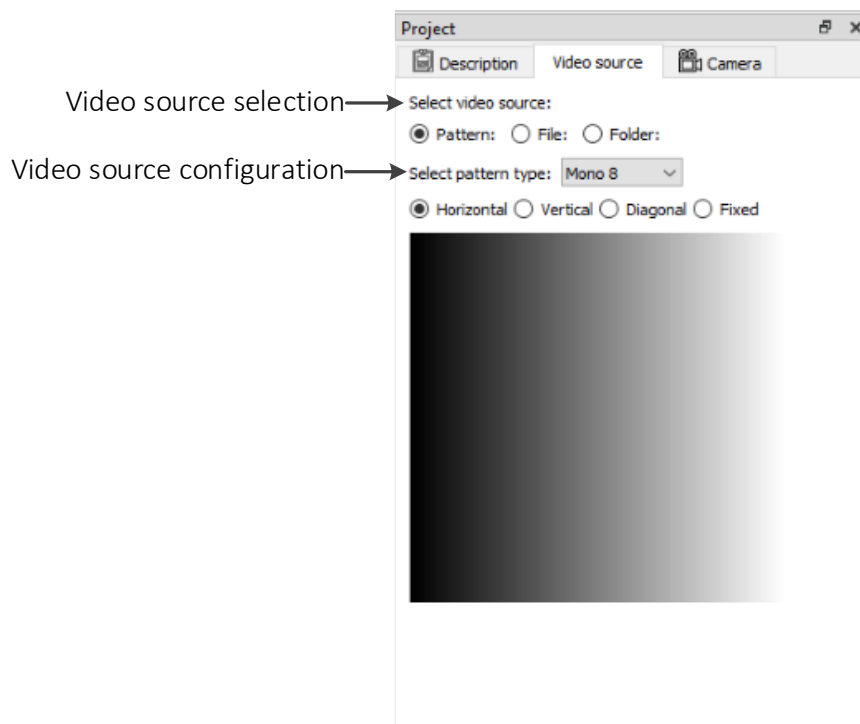 Project
Description Video source Camera
Video source selection Select video source:
Pattern: File: Folder:
Video source configuration Select pattern type: Mono 8
Horizontal Vertical Diagonal Fixed